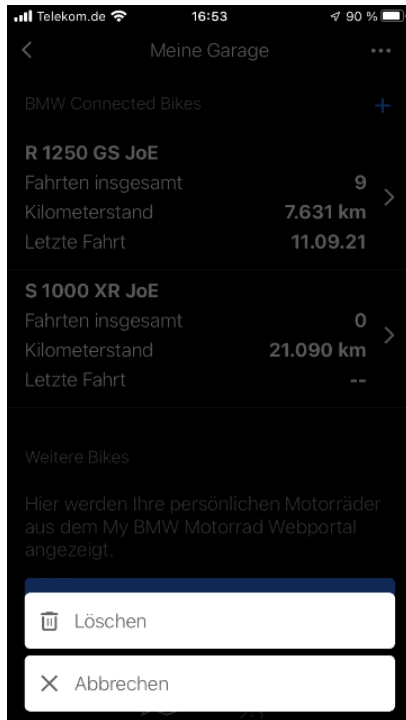 Telekom.de 16:53 90 %
Meine Garage
BMW Connected Bikes
R 1250 GS JoE
Fahrten insgesamt 9
Kilometerstand 7.631 km
Letzte Fahrt 11.09.21
S 1000 XR JoE
Fahrten insgesamt 0
Kilometerstand 21.090 km
Letzte Fahrt --
Weitere Bikes
Hier werden Ihre persönlichen Motorräder
aus dem My BMW Motorrad Webportal
angezeigt.
Löschen
Abbrechen